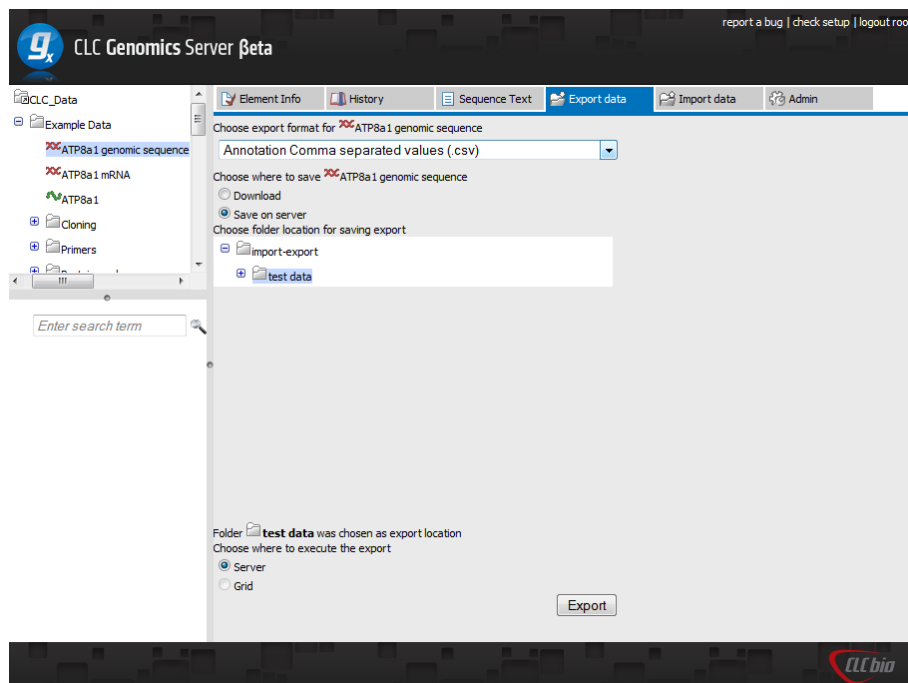 report a bug | check setup | logout roo
gx CLC Genomics Server βeta
CLC_Data
Example Data
ATP8a1 genomic sequence
ATP8a1 mRNA
ATP8a1
Cloning
Primers
Enter search term
Element Info
History
Sequence Text
Export data
Import data
Admin
Choose export format for ATP8a1 genomic sequence
Annotation Comma separated values (.csv)
Choose where to save ATP8a1 genomic sequence
Download
Save on server
Choose folder location for saving export
import-export
test data
Folder test data was chosen as export location
Choose where to execute the export
Server
Grid
Export
CLC bio